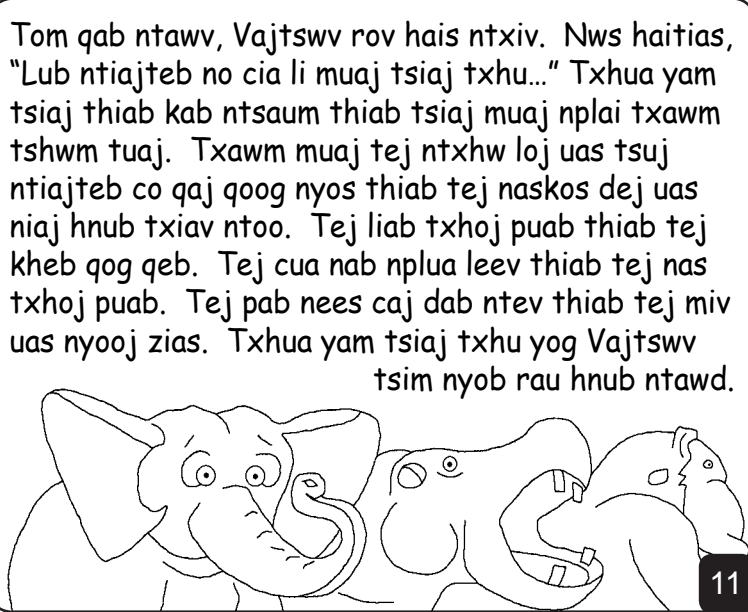 Tom qab ntawv, Vajtswv rov hais ntxiv. Nws haitias,
“Lub ntiajteb no cia li muaj tsiaj txhu...” Txhua yam
tsiaj thiab kab ntsaum thiab tsiaj muaj nplai txawm
tshwm tuaj. Txawm muaj tej ntxhw loj uas tsuj
ntiajteb co qaj qoog nyos thiab tej naskos dej uas
niaj hnub txiav ntoo. Tej liab txhoj puab thiab tej
kheb qog qeb. Tej cua nab nplua leev thiab tej nas
txhoj puab. Tej pab nees caj dab ntev thiab tej miv
uas nyooj zias. Txhua yam tsiaj txhu yog Vajtswv
tsim nyob rau hnub ntawd.
11